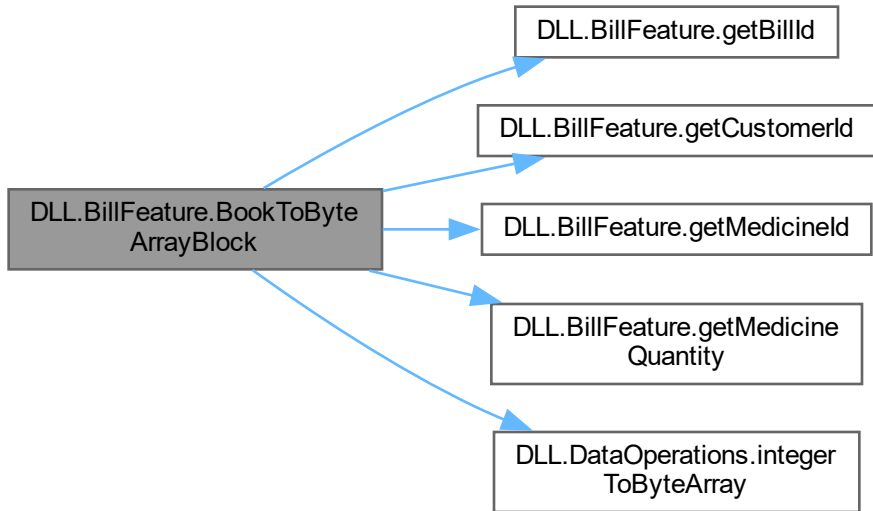 DLL.BillFeature.getBillId
DLL.BillFeature.getCustomerId
DLL.BillFeature.BookToByte
ArrayBlock
DLL.BillFeature.getMedicineId
DLL.BillFeature.getMedicine
Quantity
DLL.DataOperations.integer
ToByteArray